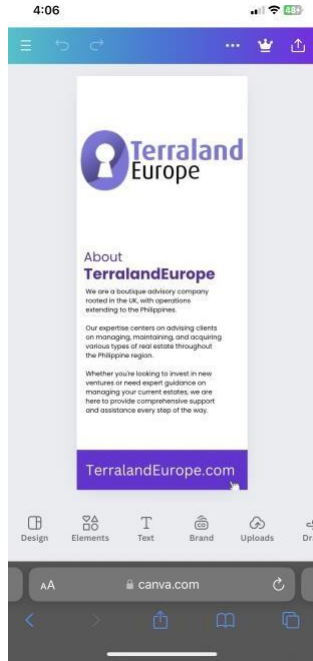 4:06
48
Terraland
Europe
About
TerralandEurope
We are a boutique advisory company
rooted in the UK, with operations
extending to the Philippines.
Our expertise centers on advising clients
on managing, maintaining, and acquiring
various types of real estate throughout
the Philippine region.
Whether you're looking to invest in new
ventures or need expert guidance on
managing your current estates, we are
here to provide comprehensive support
and assistance every step of the way.
TerralandEurope.com
Design Elements Text Brand Uploads Dr
AA canva.com